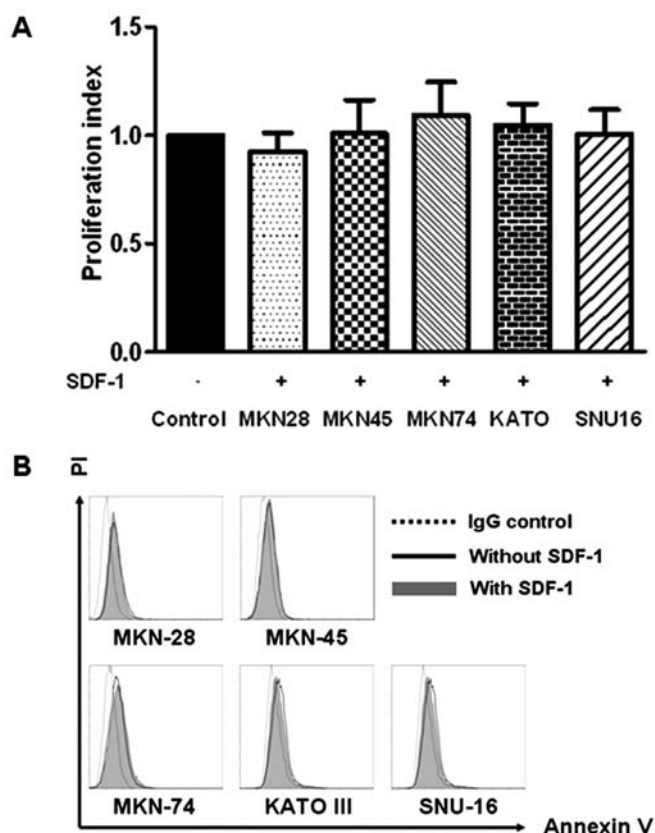 A
1.5
1.0
0.5
0.0
Proliferation index
SDF-1 - + + + + +
Control MKN28 MKN45 MKN74 KATO SNU16
B
PI
IgG control
Without SDF-1
With SDF-1
MKN-28 MKN-45
MKN-74 KATO III SNU-16
Annexin V